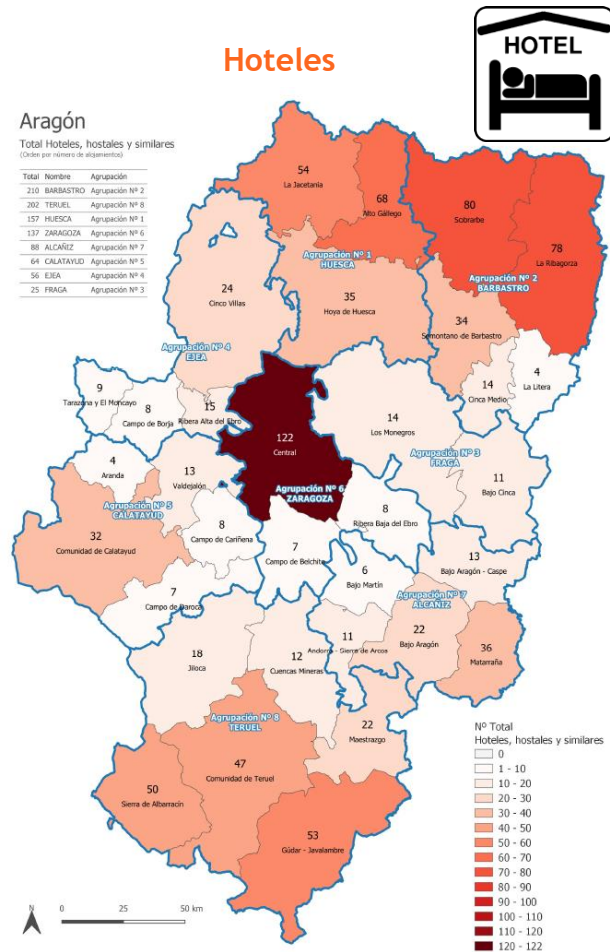 Hoteles
HOTEL
Aragón
Total Hoteles, hostales y similares
(Orden por número de alojamientos)
Total Nombre Agrupación
210 BARBASTRO Agrupación Nº 2
202 TERUEL Agrupación Nº 8
157 HUESCA Agrupación Nº 1
137 ZARAGOZA Agrupación Nº 6
88 ALCAÑIZ Agrupación Nº 7
64 CALATAYUD Agrupación Nº 5
56 EJEA Agrupación Nº 4
25 FRAGA Agrupación Nº 3
54
La Jacetania
68
Alto Gállego
80
Sobrarbe
78
La Ribagorza
Agrupación Nº 1
HUESCA
Agrupación Nº 2
BARBASTRO
24
Cinco Villas
35
Hoya de Huesca
34
Somontano de Barbastro
Agrupación Nº 4
EJEA
4
La Litera
14
Cinca Medio
9
Tarazona y El Moncayo
8
Campo de Borja
15
Ribera Alta del Ebro
122
Central
14
Los Monegros
Agrupación Nº 3
FRAGA
11
Bajo Cinca
4
Aranda
13
Valdejalón
Agrupación Nº 6
ZARAGOZA
Agrupación Nº 5
CALATAYUD
8
Ribera Baja del Ebro
32
Comunidad de Calatayud
8
Campo de Cariñena
7
Campo de Belchite
13
Bajo Aragón - Caspe
6
Bajo Martín
7
Campo de Daroca
Agrupación Nº 7
ALCAÑIZ
18
Jiloca
12
Cuencas Mineras
11
Andorra - Sierra de Arcos
22
Bajo Aragón
36
Matarraña
Agrupación Nº 8
TERUEL
22
Maestrazgo
47
Comunidad de Teruel
50
Sierra de Albarracín
53
Gúdar - Javalambre
Nº Total
Hoteles, hostales y similares
0
1 - 10
10 - 20
20 - 30
30 - 40
40 - 50
50 - 60
60 - 70
70 - 80
80 - 90
90 - 100
100 - 110
110 - 120
120 - 122
N
0 25 50 km